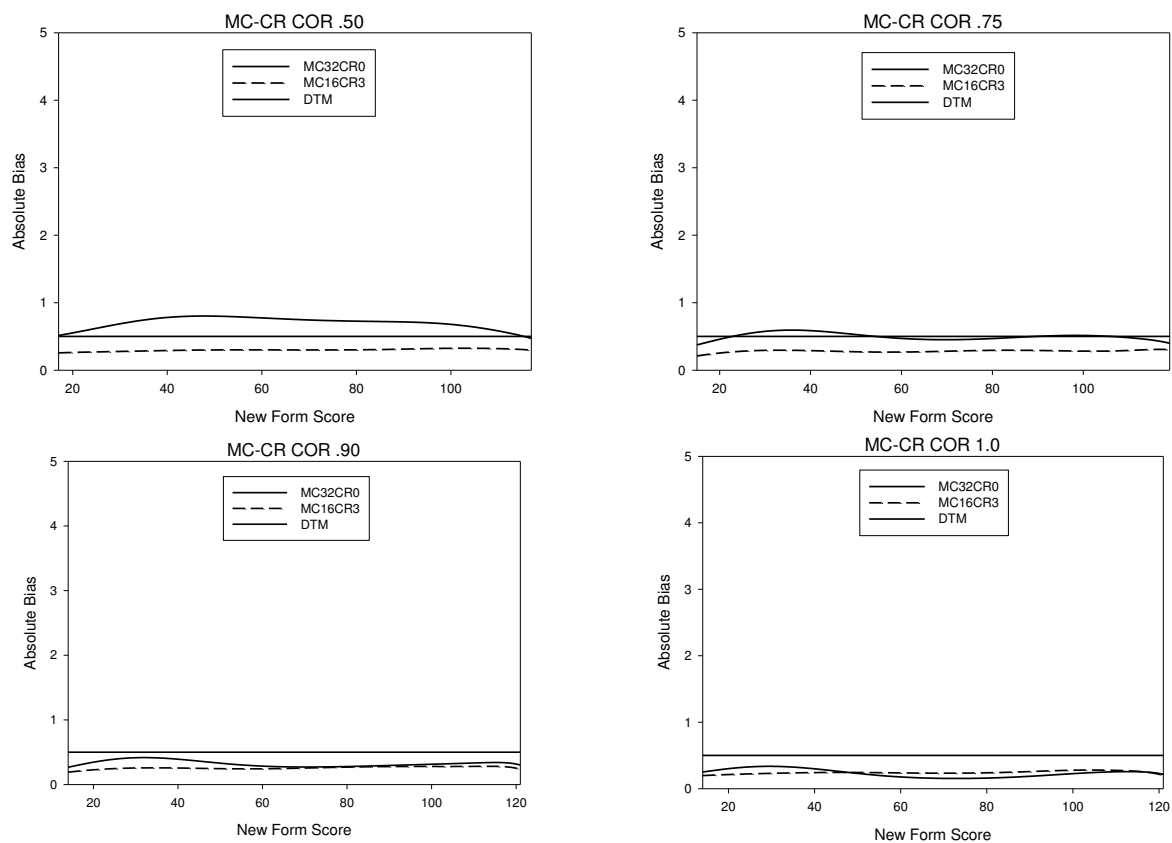 MC-CR COR .50
5
4
3
2
1
0
Absolute Bias
MC32CR0
MC16CR3
DTM
20 40 60 80 100
New Form Score
MC-CR COR .75
5
4
3
2
1
0
Absolute Bias
MC32CR0
MC16CR3
DTM
20 40 60 80 100
New Form Score
MC-CR COR .90
5
4
3
2
1
0
Absolute Bias
MC32CR0
MC16CR3
DTM
20 40 60 80 100 120
New Form Score
MC-CR COR 1.0
5
4
3
2
1
0
Absolute Bias
MC32CR0
MC16CR3
DTM
20 40 60 80 100 120
New Form Score